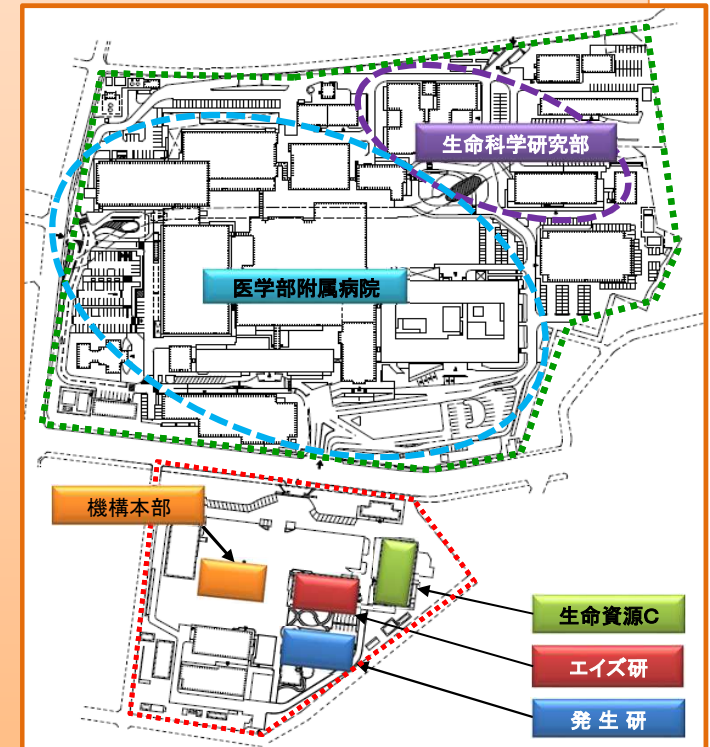 生命科学研究部
医学部附属病院
機構本部
生命資源C
エイズ研
発生研